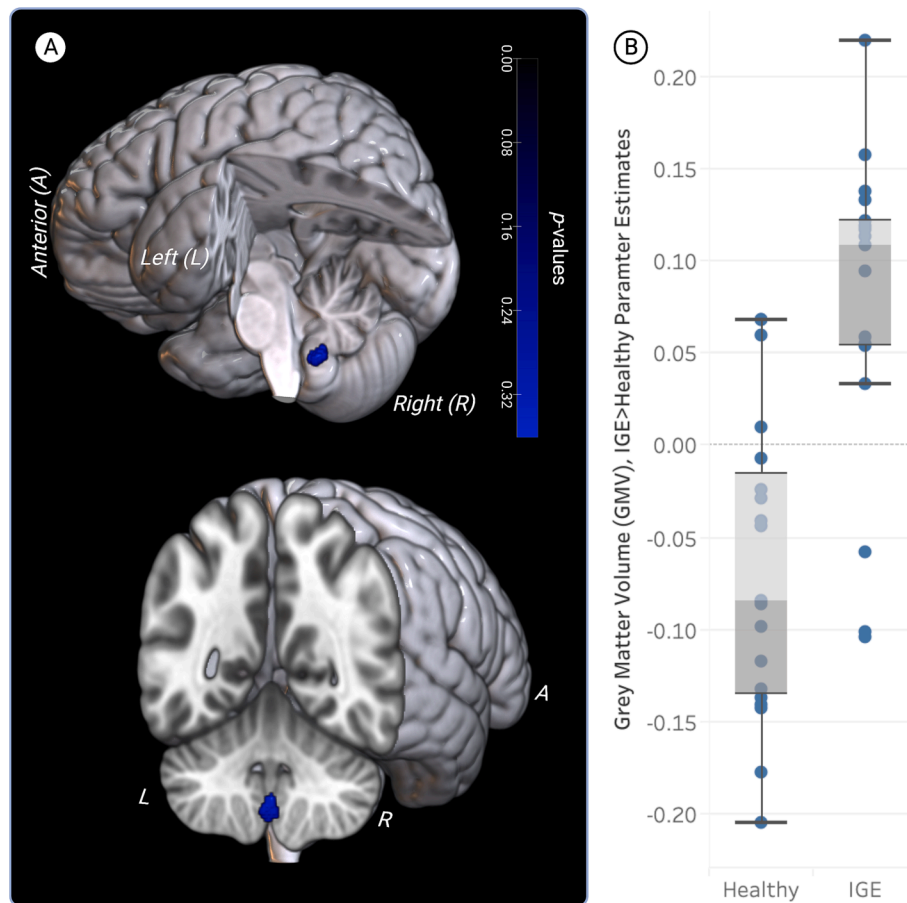 A
Anterior (A)
Left (L)
Right (R)
0.00
0.08
0.16
0.24
0.32
p-values
L
R
A
B
Grey Matter Volume (GMV), IGE>Healthy Paramter Estimates
0.20
0.15
0.10
0.05
0.00
-0.05
-0.10
-0.15
-0.20
Healthy
IGE